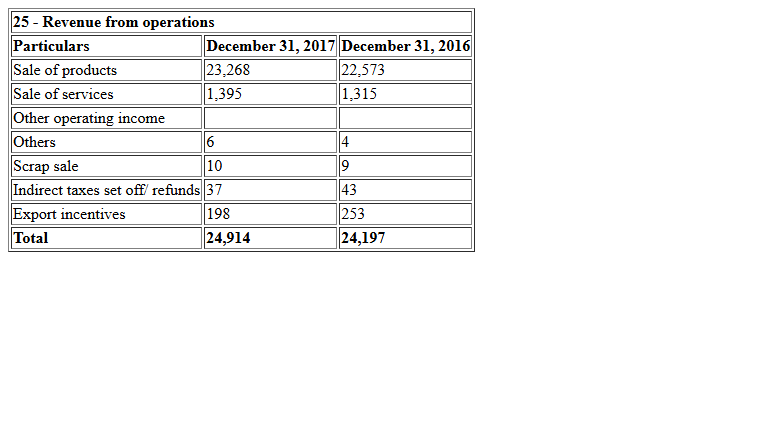 25 - Revenue from operations
Particulars December 31, 2017 December 31, 2016
Sale of products 23,268 22,573
Sale of services 1,395 1,315
Other operating income
Others 6 4
Scrap sale 10 9
Indirect taxes set off/ refunds 37 43
Export incentives 198 253
Total 24,914 24,197